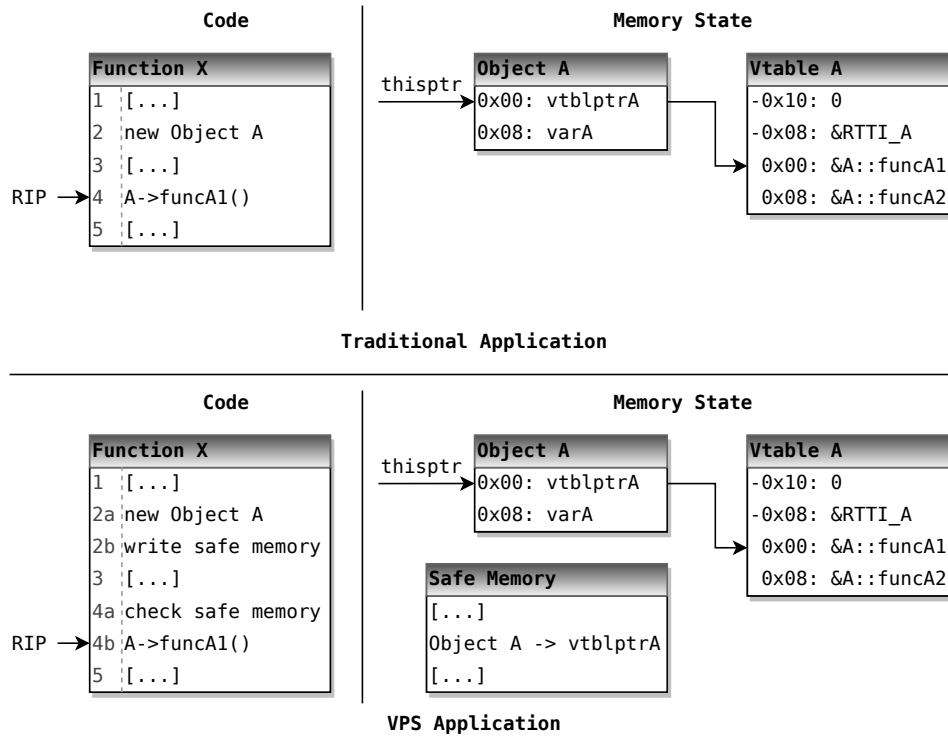 Code
Memory State
Function X
1 [...]
2 new Object A
3 [...]
RIP
4 A->funcA1()
5 [...]
thisptr
Object A
0x00: vtblptrA
0x08: varA
Vtable A
-0x10: 0
-0x08: &RTTI_A
0x00: &A::funcA1
0x08: &A::funcA2
Traditional Application
Code
Memory State
Function X
1 [...]
2a new Object A
2b write safe memory
3 [...]
4a check safe memory
RIP
4b A->funcA1()
5 [...]
thisptr
Object A
0x00: vtblptrA
0x08: varA
Vtable A
-0x10: 0
-0x08: &RTTI_A
0x00: &A::funcA1
0x08: &A::funcA2
Safe Memory
[...]
Object A -> vtblptrA
[...]
VPS Application